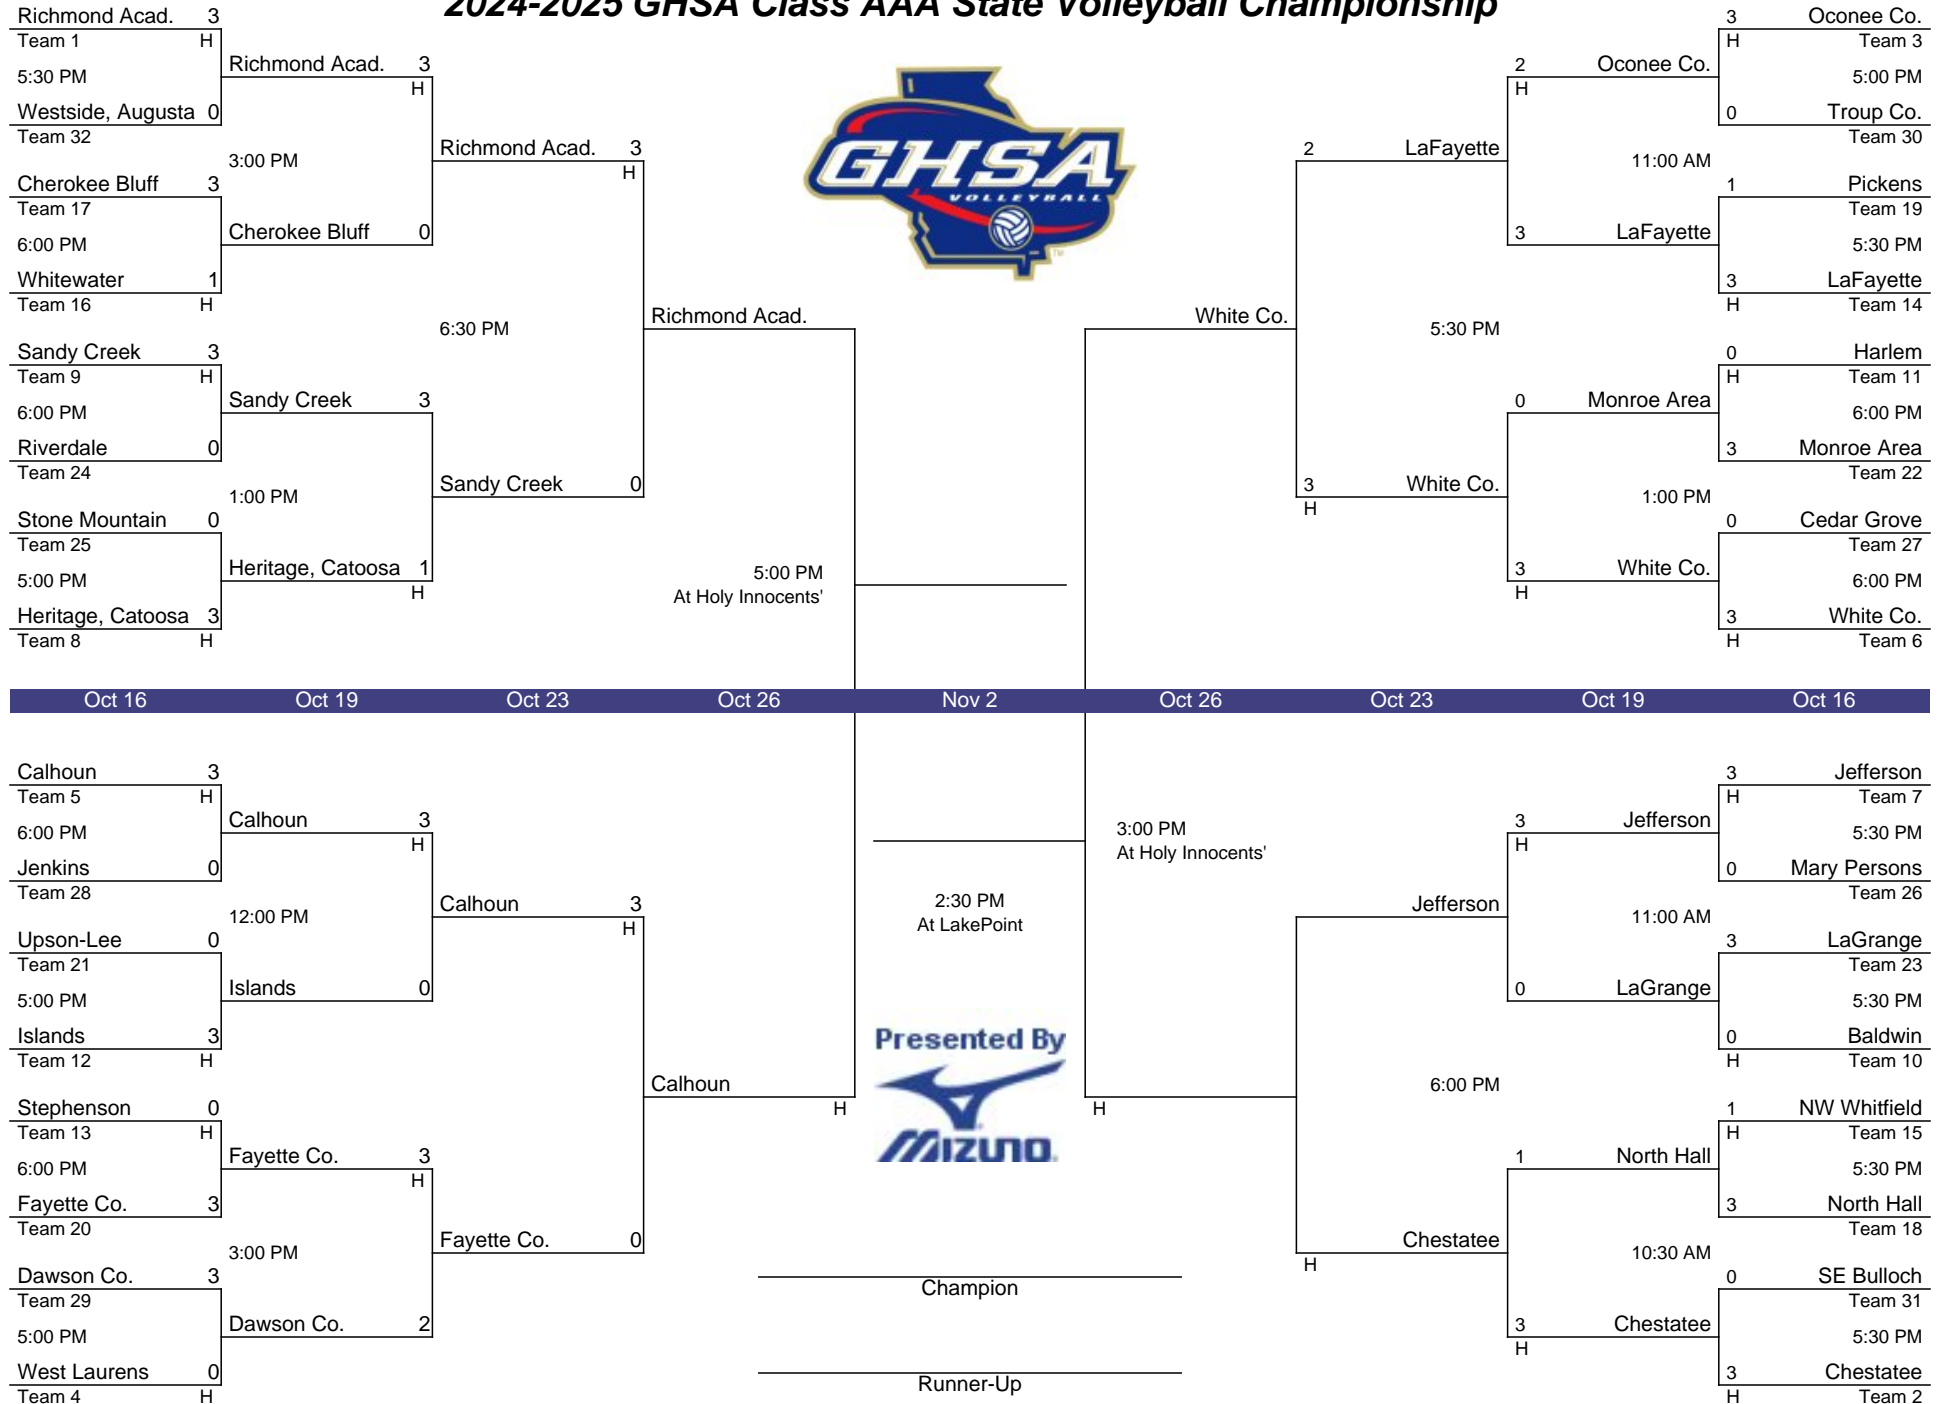 2024-2025 GHSA Class AAA State Volleyball Championship
Richmond Acad. 3
Team 1 H
5:30 PM
Westside, Augusta 0
Team 32
Cherokee Bluff 3
Team 17
6:00 PM
Whitewater 1
Team 16 H
Sandy Creek 3
Team 9 H
6:00 PM
Riverdale 0
Team 24
Stone Mountain 0
Team 25
5:00 PM
Heritage, Catoosa 3
Team 8 H
Richmond Acad. 3
H
3:00 PM
Cherokee Bluff 0
Sandy Creek 3
1:00 PM
Heritage, Catoosa 1
H
Richmond Acad. 3
H
6:30 PM
Sandy Creek 0
Richmond Acad.
5:00 PM
At Holy Innocents'
GHSA
VOLLEYBALL
TM
White Co.
2 LaFayette
5:30 PM
3 White Co.
H
2 Oconee Co.
H
11:00 AM
3 LaFayette
0 Monroe Area
1:00 PM
3 White Co.
H
3 Oconee Co.
H Team 3
5:00 PM
0 Troup Co.
Team 30
1 Pickens
Team 19
5:30 PM
3 LaFayette
H Team 14
0 Harlem
H Team 11
6:00 PM
3 Monroe Area
Team 22
0 Cedar Grove
Team 27
6:00 PM
3 White Co.
H Team 6
Oct 16 Oct 19 Oct 23 Oct 26 Nov 2 Oct 26 Oct 23 Oct 19 Oct 16
Calhoun 3
Team 5 H
6:00 PM
Jenkins 0
Team 28
Upson-Lee 0
Team 21
5:00 PM
Islands 3
Team 12 H
Stephenson 0
Team 13 H
6:00 PM
Fayette Co. 3
Team 20
Dawson Co. 3
Team 29
5:00 PM
West Laurens 0
Team 4 H
Calhoun 3
H
12:00 PM
Islands 0
Fayette Co. 3
H
3:00 PM
Dawson Co. 2
Calhoun 3
H
Fayette Co. 0
Calhoun
H
2:30 PM
At LakePoint
Presented By
MIZUNO
Champion
Runner-Up
3:00 PM
At Holy Innocents'
H
Jefferson
6:00 PM
Chestatee
H
3 Jefferson
H
11:00 AM
0 LaGrange
1 North Hall
10:30 AM
3 Chestatee
H
3 Jefferson
H Team 7
5:30 PM
0 Mary Persons
Team 26
3 LaGrange
Team 23
5:30 PM
0 Baldwin
H Team 10
1 NW Whitfield
H Team 15
5:30 PM
3 North Hall
Team 18
0 SE Bulloch
Team 31
5:30 PM
3 Chestatee
H Team 2